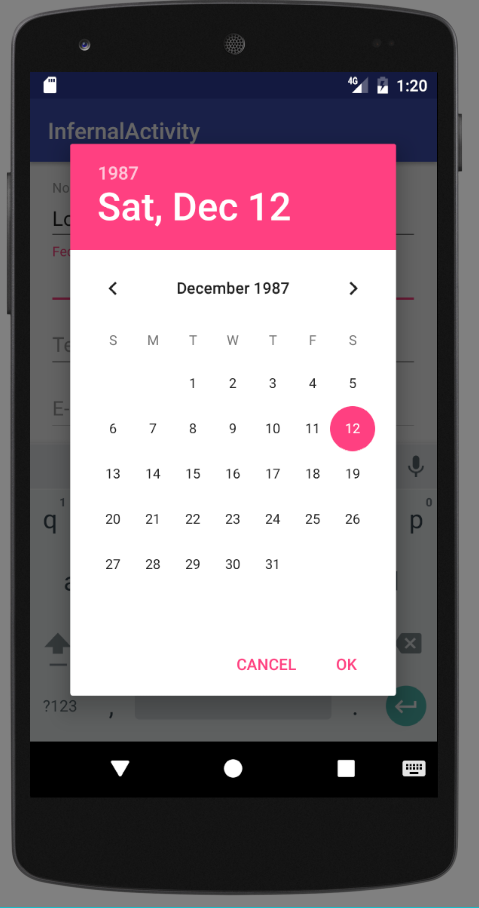 4G 1:20
InfernalActivity
No
1987
Sat, Dec 12
Lo
Fec
December 1987
S M T W T F S
1 2 3 4 5
6 7 8 9 10 11 12
13 14 15 16 17 18 19
20 21 22 23 24 25 26
27 28 29 30 31
Te
E-
1 0
q p
a l
CANCEL OK
?123 , .